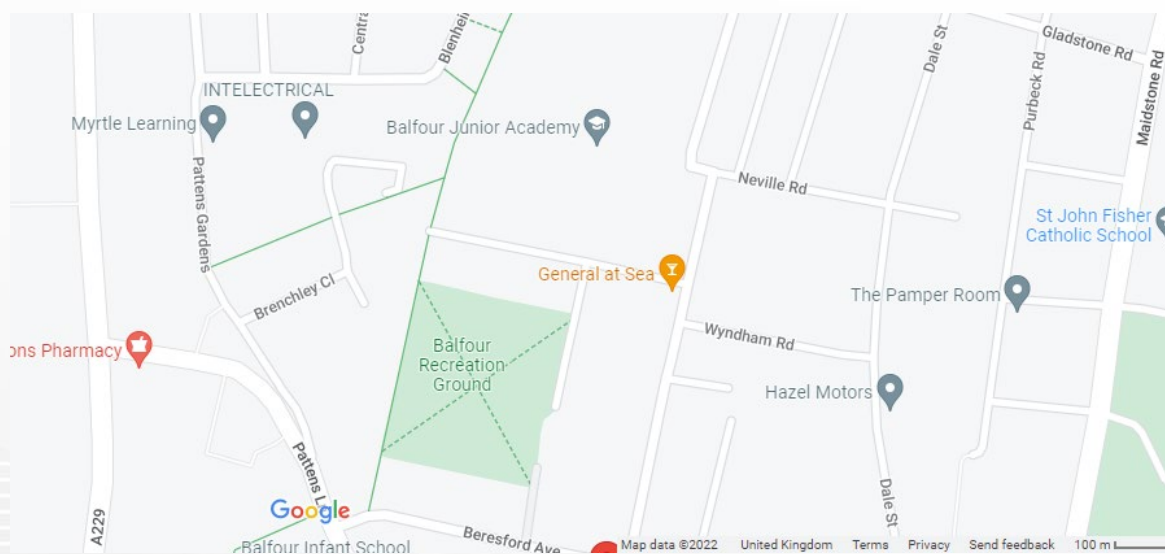 Gladstone Rd
Dale St
Purbeck Rd
Maidstone Rd
Centra
Blenhei
INTELECTRICAL
Myrtle Learning
Balfour Junior Academy
Pattens Gardens
Neville Rd
St John Fisher
Catholic School
General at Sea
Brenchley Cl
The Pamper Room
Wyndham Rd
ons Pharmacy
Balfour
Recreation
Ground
Hazel Motors
Pattens L
Dale St
A229
Google
Beresford Ave
Balfour Infant School
Map data ©2022 United Kingdom Terms Privacy Send feedback 100 m